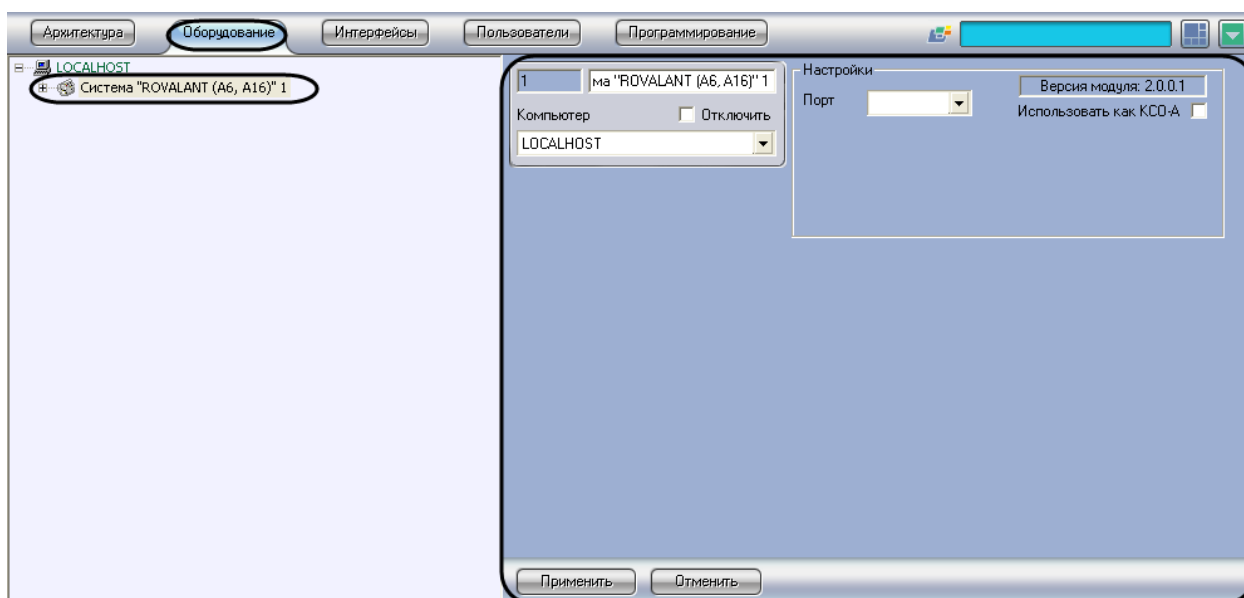 Архитектура Оборудование Интерфейсы Пользователи Программирование
LOCALHOST
Система "ROVALANT (A6, A16)" 1
1 ма "ROVALANT (A6, A16)" 1
Компьютер Отключить
LOCALHOST
Настройки
Версия модуля: 2.0.0.1
Порт
Использовать как КСО-А
Применить Отменить